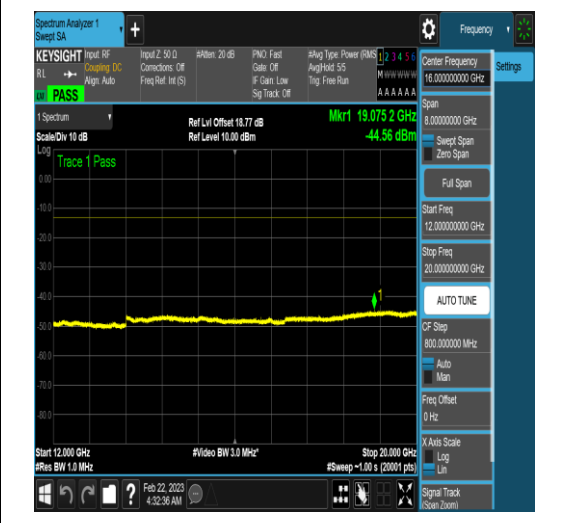 Spectrum Analyzer 1
Swept SA
+
Frequency
KEYSIGHT
RL
PASS
Input: RF
Coupling: DC
Align: Auto
Input Z: 50 Ω
Corrections: Off
Freq Ref: Int (S)
#Atten: 20 dB
PNO: Fast
Gate: Off
IF Gain: Low
Sig Track: Off
#Avg Type: Power (RMS
Avg|Hold: 5/5
Trig: Free Run
1 2 3 4 5 6
M W W W W W
A A A A A A
1 Spectrum
Scale/Div 10 dB
Ref Lvl Offset 18.77 dB
Ref Level 10.00 dBm
Mkr1 19.075 2 GHz
-44.56 dBm
Log
Trace 1 Pass
0.00
-10.0
-20.0
-30.0
-40.0
-50.0
-60.0
-70.0
-80.0
1
Start 12.000 GHz
#Res BW 1.0 MHz
#Video BW 3.0 MHz*
Stop 20.000 GHz
#Sweep ~1.00 s (20001 pts)
?
Feb 22, 2023
4:32:36 AM
Center Frequency
16.000000000 GHz
Settings
Span
8.00000000 GHz
Swept Span
Zero Span
Full Span
Start Freq
12.000000000 GHz
Stop Freq
20.000000000 GHz
AUTO TUNE
CF Step
800.000000 MHz
Auto
Man
Freq Offset
0 Hz
X Axis Scale
Log
Lin
Signal Track
(Span Zoom)